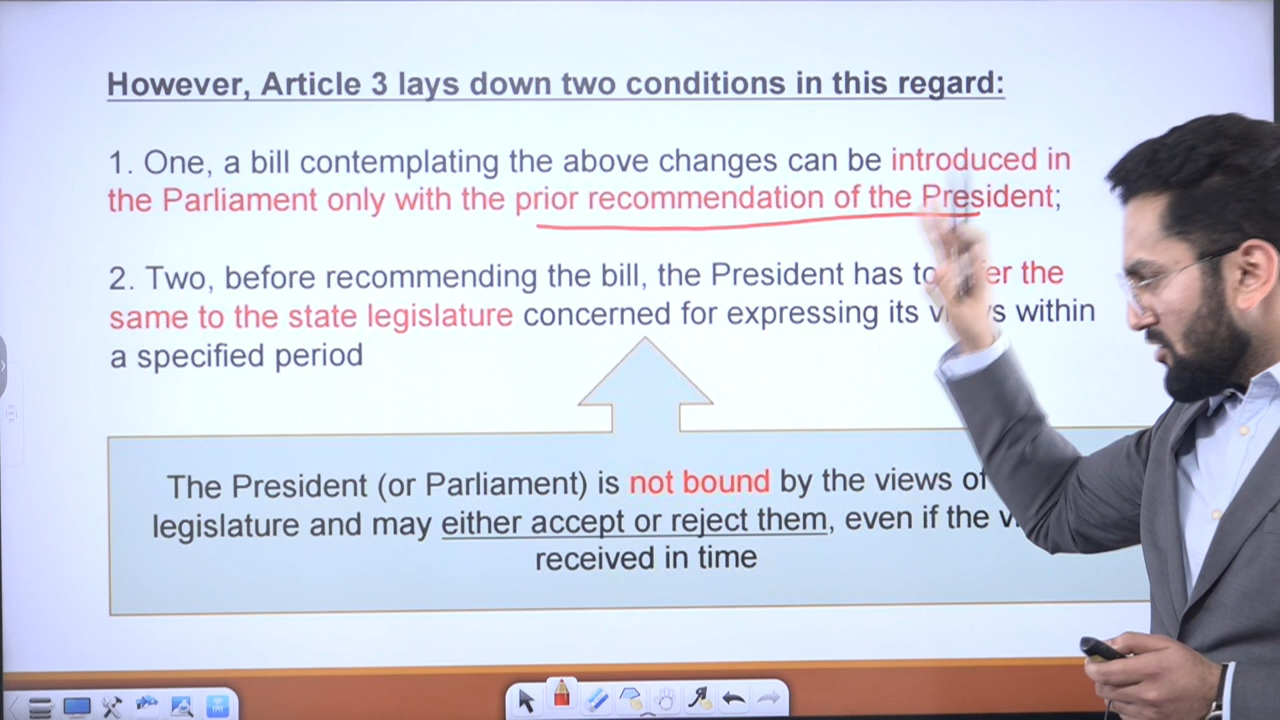 However, Article 3 lays down two conditions in this regard:
1. One, a bill contemplating the above changes can be introduced in
the Parliament only with the prior recommendation of the President;
2. Two, before recommending the bill, the President has to the
same to the state legislature concerned for expressing its within
a specified period
The President (or Parliament) is not bound by the views of
legislature and may either accept or reject them, even if the
received in time